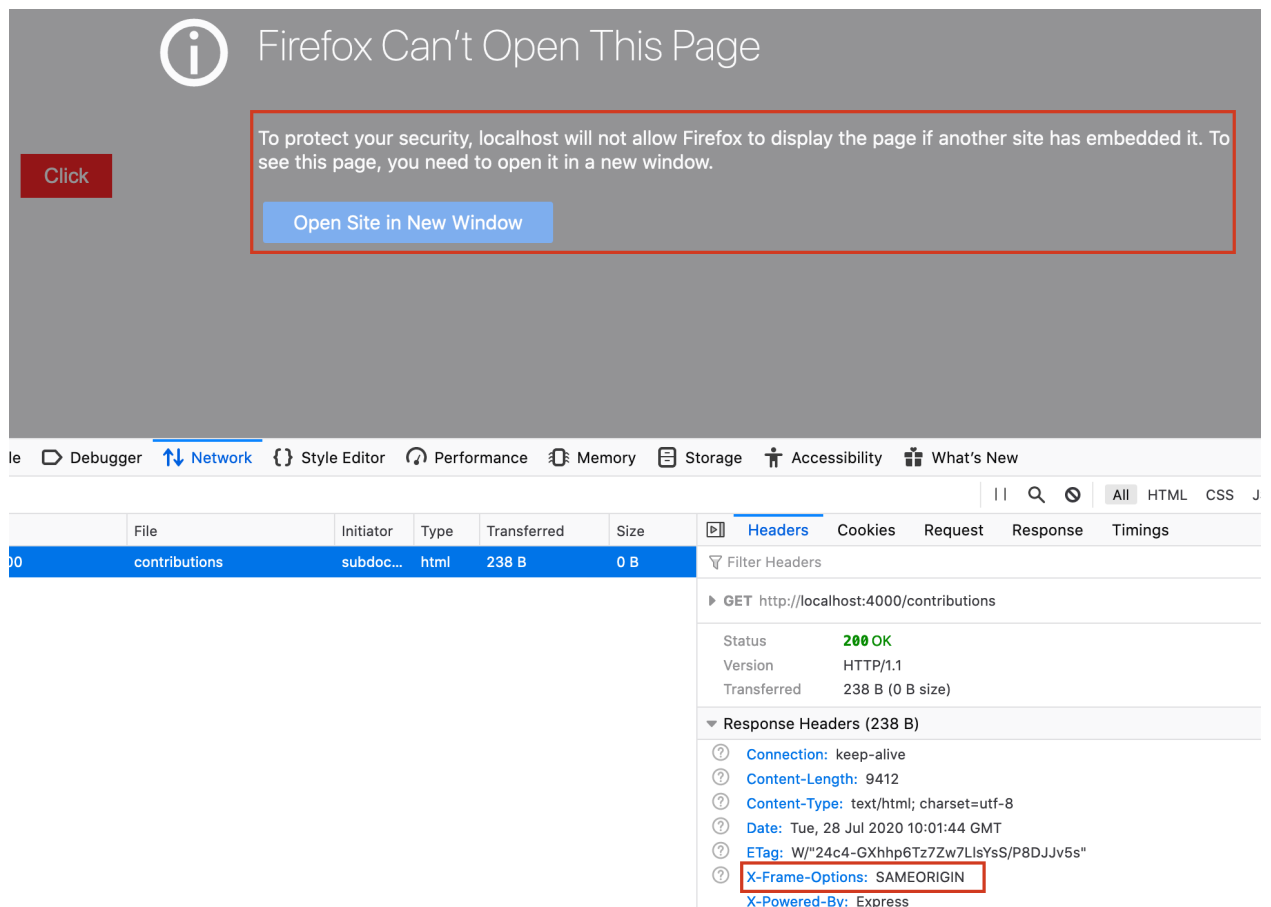 Firefox Can't Open This Page
To protect your security, localhost will not allow Firefox to display the page if another site has embedded it. To
see this page, you need to open it in a new window.
Click
Open Site in New Window
le Debugger Network Style Editor Performance Memory Storage Accessibility What's New
All HTML CSS J
File Initiator Type Transferred Size
Headers Cookies Request Response Timings
00 contributions subdoc... html 238 B 0 B
Filter Headers
GET http://localhost:4000/contributions
Status 200 OK
Version HTTP/1.1
Transferred 238 B (0 B size)
Response Headers (238 B)
Connection: keep-alive
Content-Length: 9412
Content-Type: text/html; charset=utf-8
Date: Tue, 28 Jul 2020 10:01:44 GMT
ETag: W/"24c4-GXhhp6Tz7Zw7LlsYsS/P8DJJv5s"
X-Frame-Options: SAMEORIGIN
X-Powered-By: Express